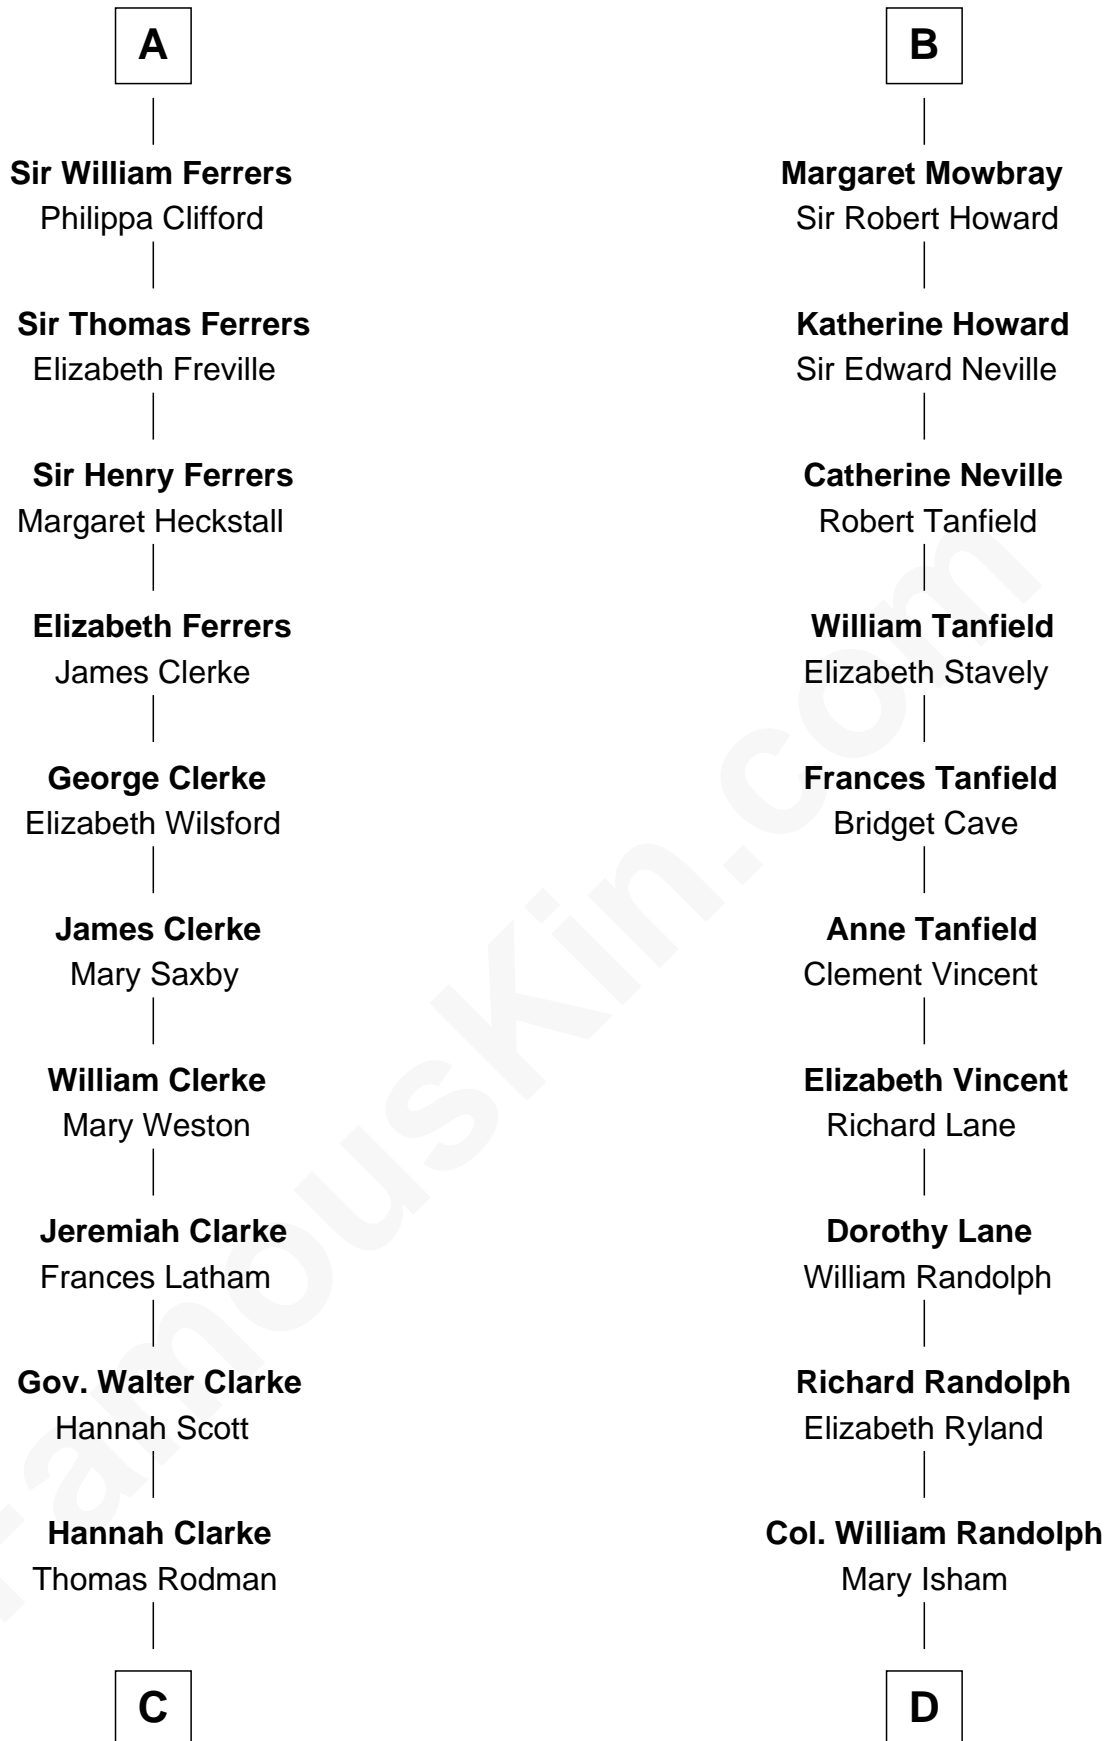 A
Sir William Ferrers
Philippa Clifford
Sir Thomas Ferrers
Elizabeth Freville
Sir Henry Ferrers
Margaret Heckstall
Elizabeth Ferrers
James Clerke
George Clerke
Elizabeth Wilsford
James Clerke
Mary Saxby
William Clerke
Mary Weston
Jeremiah Clarke
Frances Latham
Gov. Walter Clarke
Hannah Scott
Hannah Clarke
Thomas Rodman
C
B
Margaret Mowbray
Sir Robert Howard
Katherine Howard
Sir Edward Neville
Catherine Neville
Robert Tanfield
William Tanfield
Elizabeth Stavely
Frances Tanfield
Bridget Cave
Anne Tanfield
Clement Vincent
Elizabeth Vincent
Richard Lane
Dorothy Lane
William Randolph
Richard Randolph
Elizabeth Ryland
Col. William Randolph
Mary Isham
D
FamousKin.com